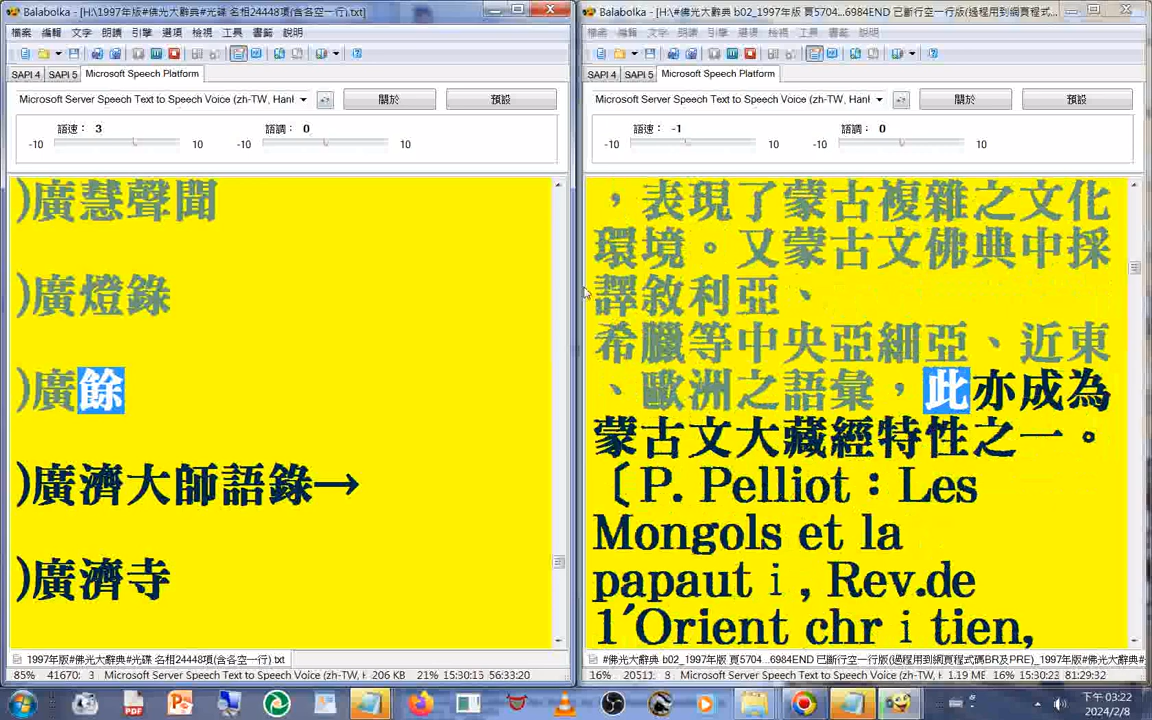 Balabolka - [H:\1997年版#佛光大辭典#光碟 名相24448項(含各空一行).txt]
檔案 編輯 文字 朗讀 引擎 選項 檢視 工具 書籤 說明
SAPI 4 SAPI 5 Microsoft Speech Platform
Microsoft Server Speech Text to Speech Voice (zh-TW, Hanl
關於 預設
語速： 3 語調： 0
-10 10 -10 10
)廣慧聲聞
)廣燈錄
)廣餘
)廣濟大師語錄→
)廣濟寺
1997年版#佛光大辭典#光碟 名相24448項(含各空一行).txt
85% 41670: 3 Microsoft Server Speech Text to Speech Voice (zh-TW 206 KB 21% 15:30:15 56:33:20
Balabolka - [H:\#佛光大辭典 b02_1997年版 頁5704...6984END 已斷行空一行版(過程用到網頁程式...
檔案 編輯 文字 朗讀 引擎 選項 檢視 工具 書籤 說明
SAPI 4 SAPI 5 Microsoft Speech Platform
Microsoft Server Speech Text to Speech Voice (zh-TW, Hanl
關於 預設
語速： -1 語調： 0
-10 10 -10 10
，表現了蒙古複雜之文化
環境。又蒙古文佛典中採
譯敘利亞、
希臘等中央亞細亞、近東
、歐洲之語彙，此亦成為
蒙古文大藏經特性之一。
〔P. Pelliot：Les
Mongols et la
papautｉ, Rev.de
l´Orient chrｉtien,
#佛光大辭典 b02_1997年版 頁5704...6984END 已斷行空一行版(過程用到網頁程式碼BR及PRE)_1997年版#佛光大辭典#
16% 20511: 8 Microsoft Server Speech Text to Speech Voice (zh-TW 1.19 ME 16% 15:30:23 81:29:32
PDF
下午 03:22
2024/2/8